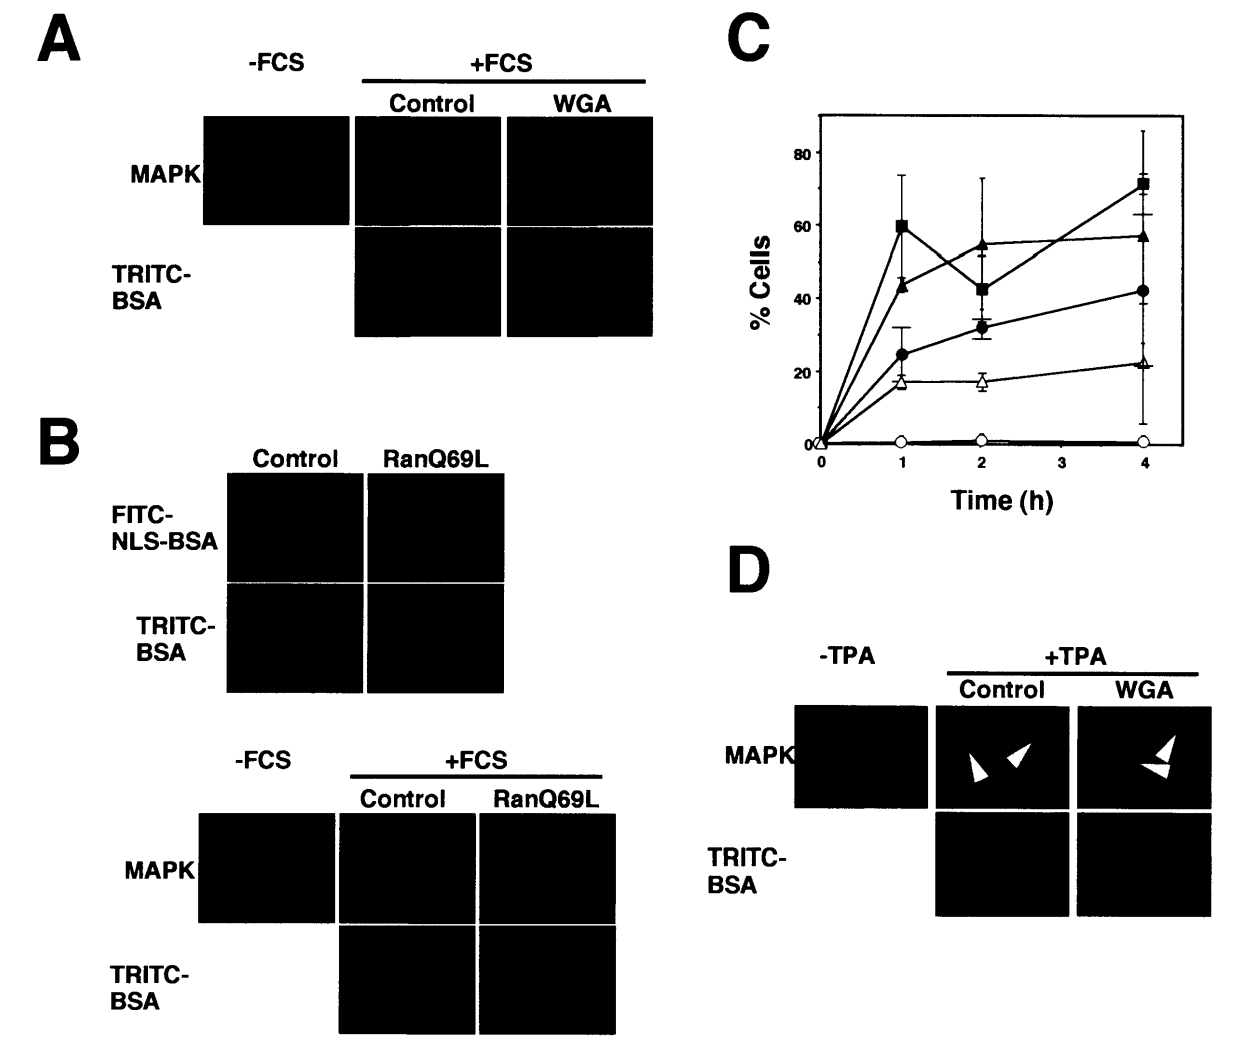 A
-FCS
+FCS
Control
WGA
MAPK
TRITC-
BSA
B
Control
RanQ69L
FITC-
NLS-BSA
TRITC-
BSA
-FCS
+FCS
Control
RanQ69L
MAPK
TRITC-
BSA
C
% Cells
80
60
40
20
0
0
1
2
3
4
Time (h)
D
-TPA
+TPA
Control
WGA
MAPK
TRITC-
BSA